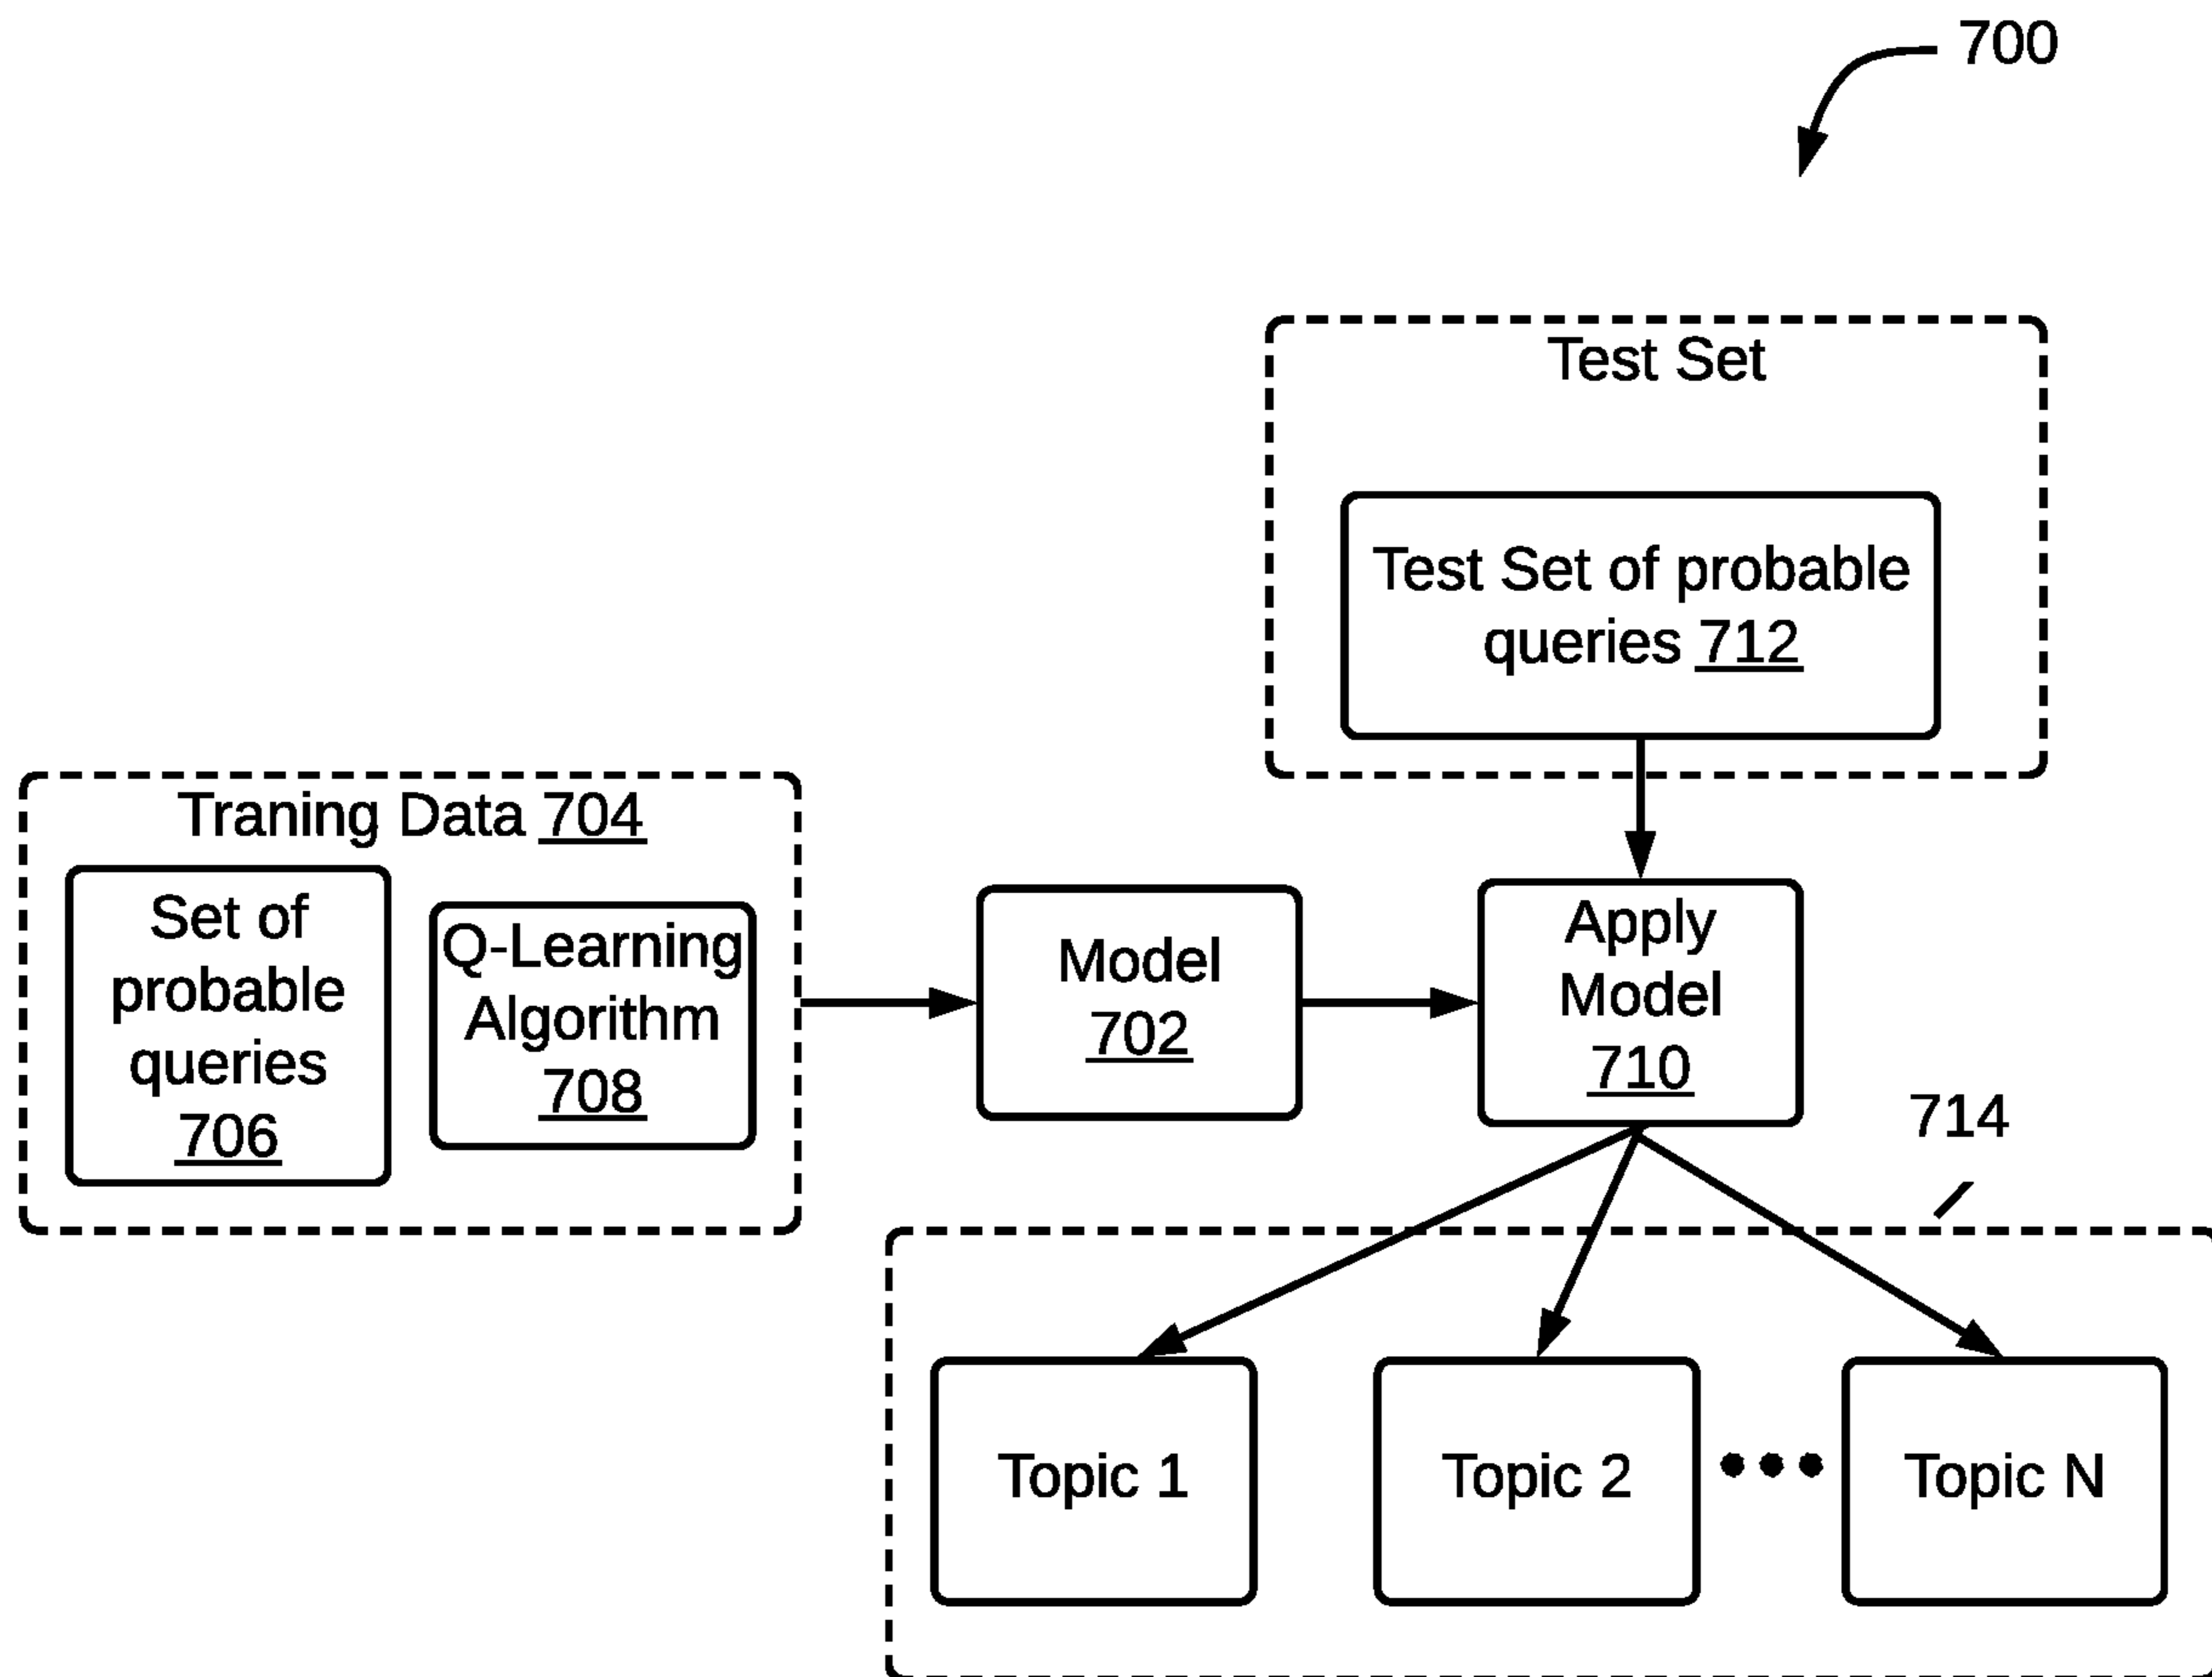 700
Test Set
Test Set of probable
queries 712
Traning Data 704
Set of
probable
queries
706
Q-Learning
Algorithm
708
Model
702
Apply
Model
710
714
Topic 1
Topic 2
Topic N